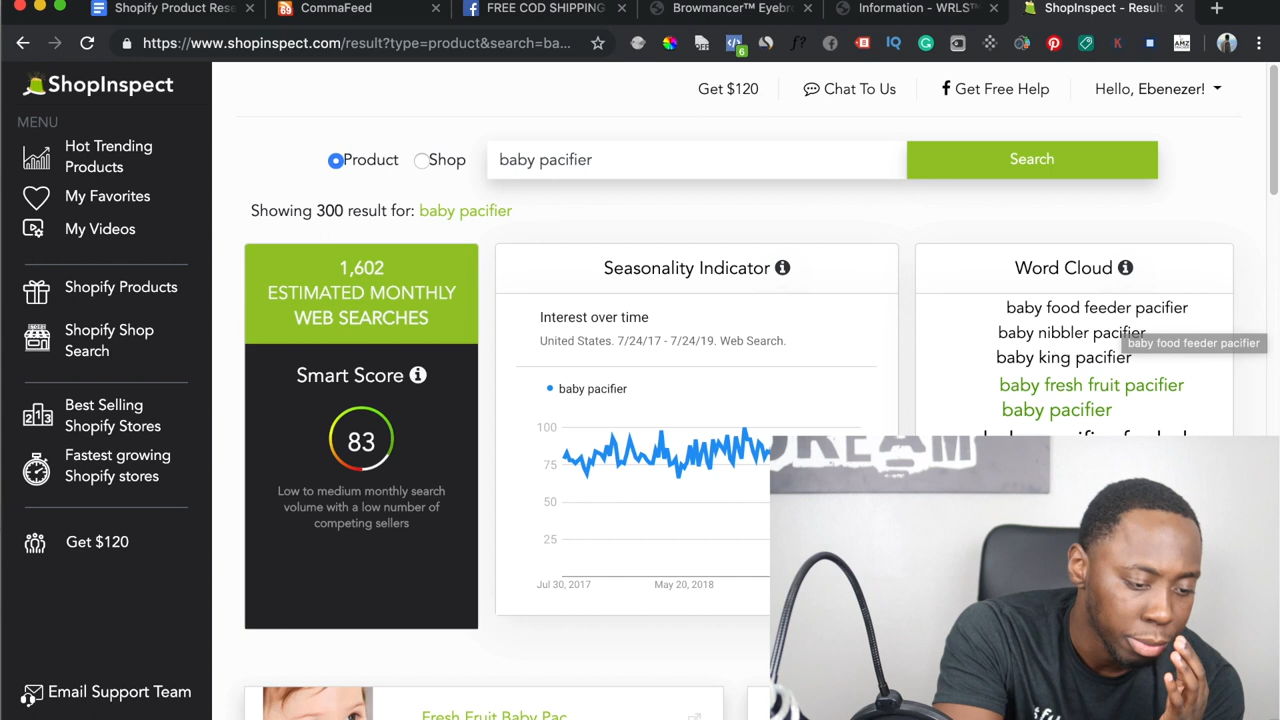 Shopify Product Rese
CommaFeed
FREE COD SHIPPING
Browmancer™ Eyebro
Information - WRLS™
ShopInspect - Result
https://www.shopinspect.com/result?type=product&search=ba...
6
ShopInspect
Get $120
Chat To Us
Get Free Help
Hello, Ebenezer!
MENU
Hot Trending
Products
My Favorites
My Videos
Shopify Products
Shopify Shop
Search
Best Selling
Shopify Stores
Fastest growing
Shopify stores
Get $120
Email Support Team
Product
Shop
baby pacifier
Search
Showing 300 result for: baby pacifier
1,602
ESTIMATED MONTHLY
WEB SEARCHES
Smart Score
83
Low to medium monthly search
volume with a low number of
competing sellers
Seasonality Indicator
Interest over time
United States. 7/24/17 - 7/24/19. Web Search.
baby pacifier
100
75
50
25
Jul 30, 2017
May 20, 2018
Word Cloud
baby food feeder pacifier
baby nibbler pacifier
baby food feeder pacifier
baby king pacifier
baby fresh fruit pacifier
baby pacifier
DREAM
Fresh Fruit Baby Pac